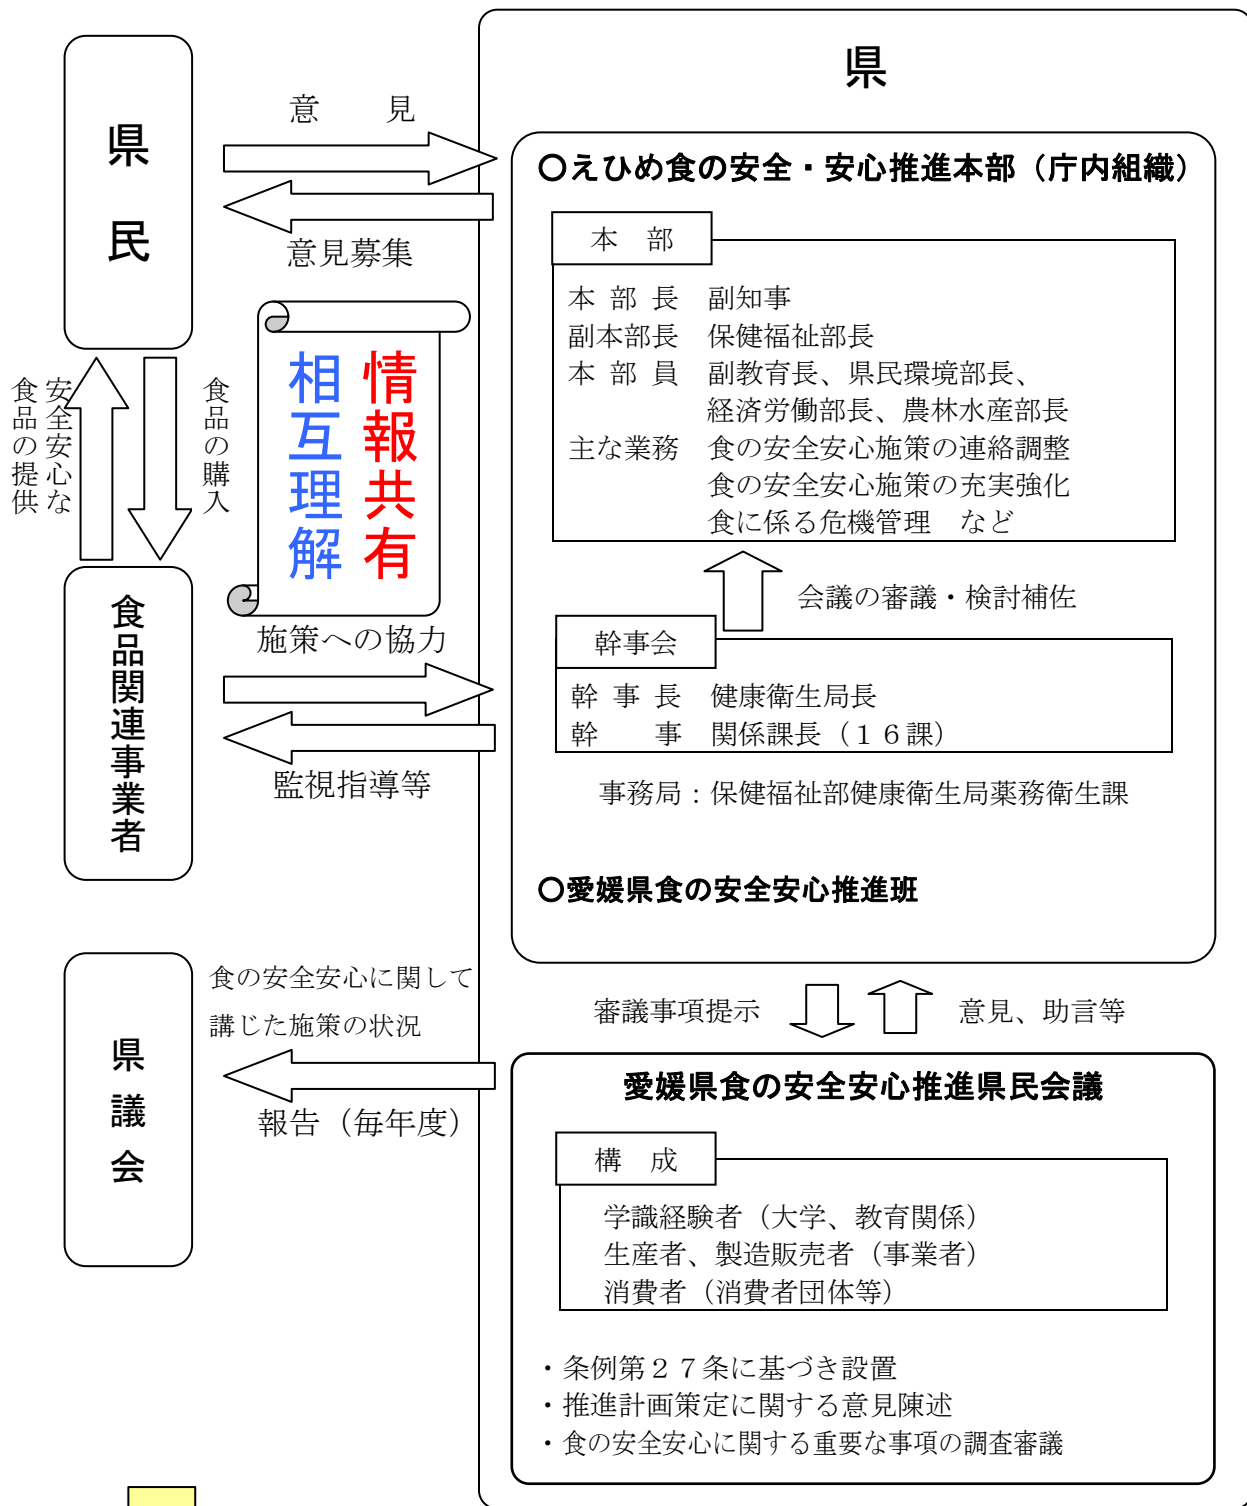 県
民
意　見
意見募集
安全安心な
食品の提供
食品の購入
情報共有
相互理解
食品関連事業者
施策への協力
監視指導等
県議会
食の安全安心に関して
講じた施策の状況
報告（毎年度）
県
○えひめ食の安全・安心推進本部（庁内組織）
本　部
本 部 長　副知事
副本部長　保健福祉部長
本 部 員　副教育長、県民環境部長、
経済労働部長、農林水産部長
主な業務　食の安全安心施策の連絡調整
食の安全安心施策の充実強化
食に係る危機管理　など
会議の審議・検討補佐
幹事会
幹 事 長　健康衛生局長
幹　　事　関係課長（１６課）
事務局：保健福祉部健康衛生局薬務衛生課
○愛媛県食の安全安心推進班
審議事項提示
意見、助言等
愛媛県食の安全安心推進県民会議
構　成
学識経験者（大学、教育関係）
生産者、製造販売者（事業者）
消費者（消費者団体等）
・条例第２７条に基づき設置
・推進計画策定に関する意見陳述
・食の安全安心に関する重要な事項の調査審議